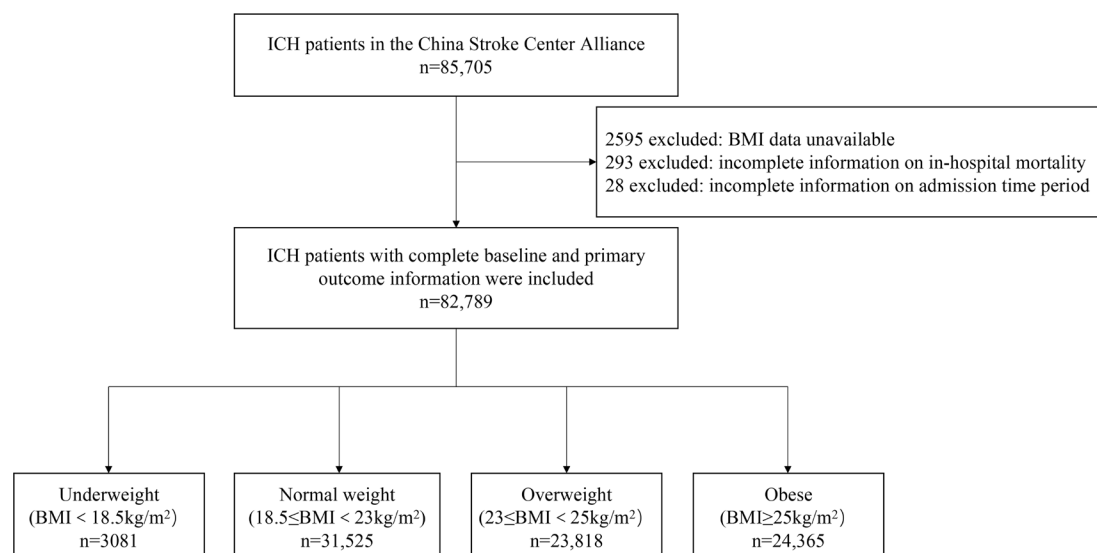 ICH patients in the China Stroke Center Alliance
n=85,705
2595 excluded: BMI data unavailable
293 excluded: incomplete information on in-hospital mortality
28 excluded: incomplete information on admission time period
ICH patients with complete baseline and primary
outcome information were included
n=82,789
Underweight
(BMI < 18.5kg/m²）
n=3081
Normal weight
(18.5≤BMI < 23kg/m²)
n=31,525
Overweight
(23≤BMI < 25kg/m²）
n=23,818
Obese
(BMI≥25kg/m²）
n=24,365